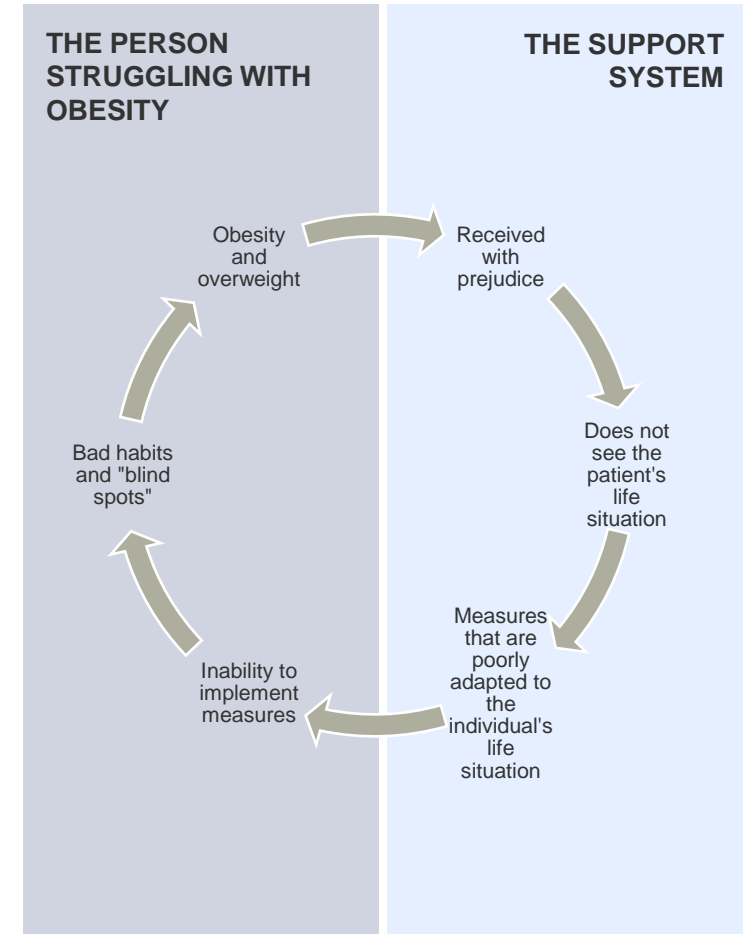 THE PERSON
STRUGGLING WITH
OBESITY
THE SUPPORT
SYSTEM
Obesity
and
overweight
Received
with
prejudice
Does not
see the
patient's
life
situation
Measures
that are
poorly
adapted to
the
individual's
life
situation
Inability to
implement
measures
Bad habits
and "blind
spots"